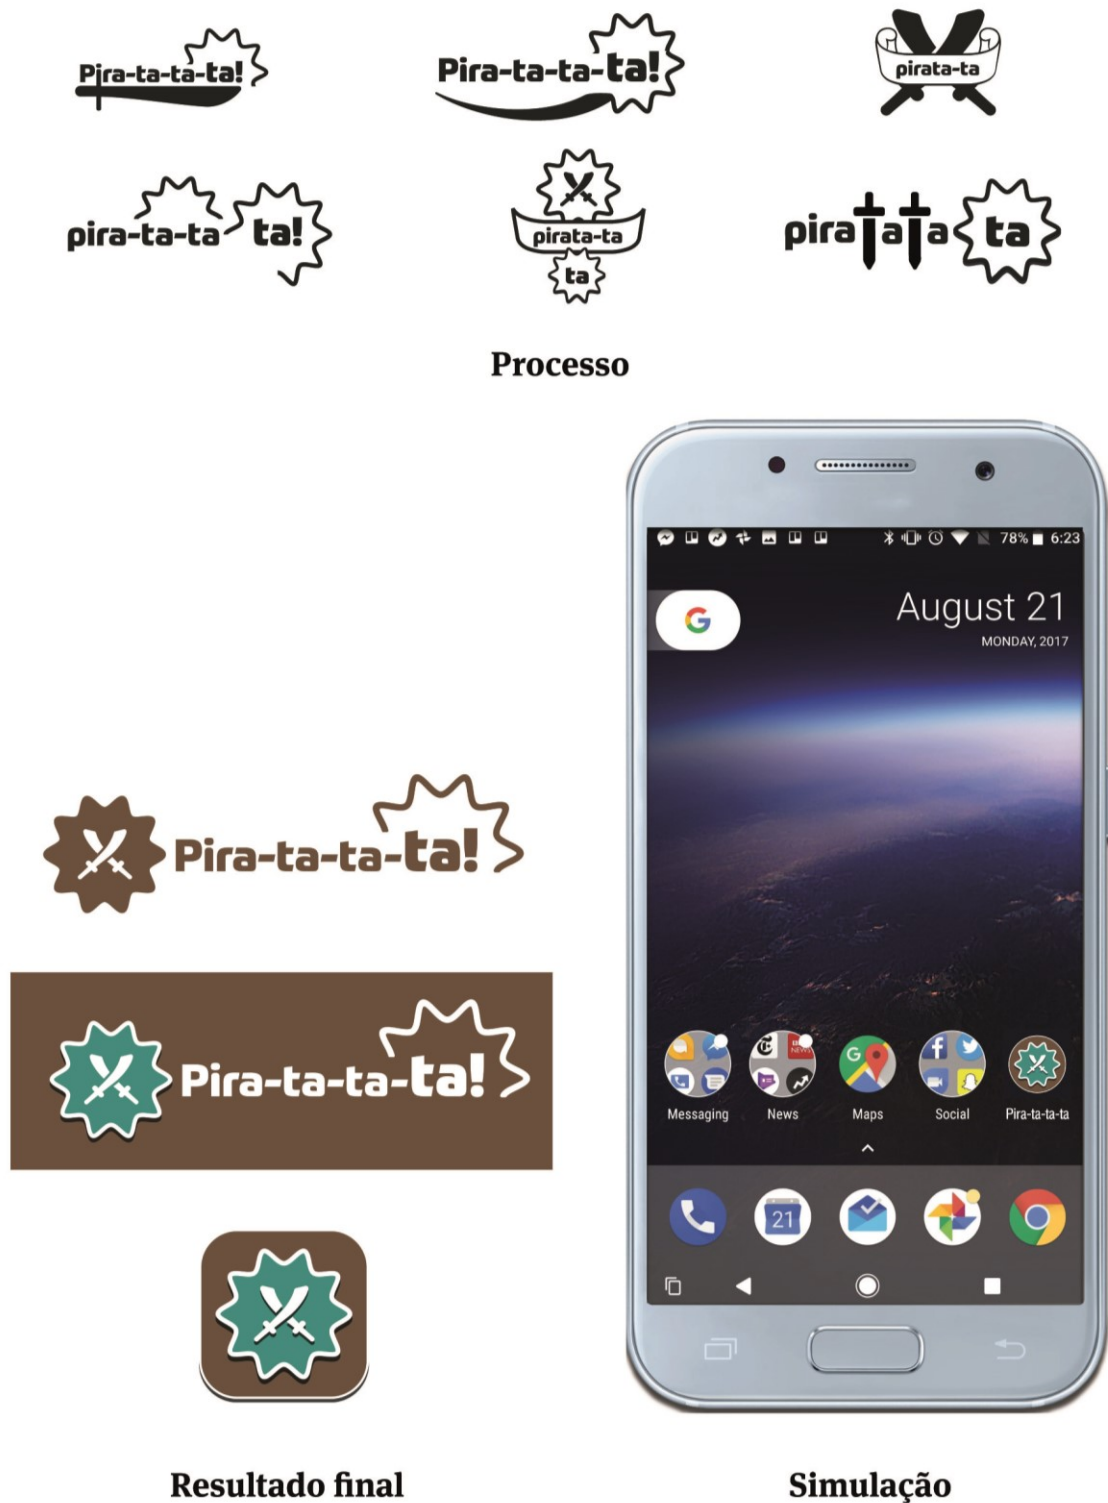 Pira-ta-ta-ta!
Pira-ta-ta-ta!
pirata-ta
pira-ta-ta ta!
pirata-ta
ta
piratata ta
Processo
78% 6:23
G
August 21
MONDAY, 2017
Pira-ta-ta-ta!
Pira-ta-ta-ta!
G
Messaging
News
Maps
Social
Pira-ta-ta-ta
21
Resultado final
Simulação